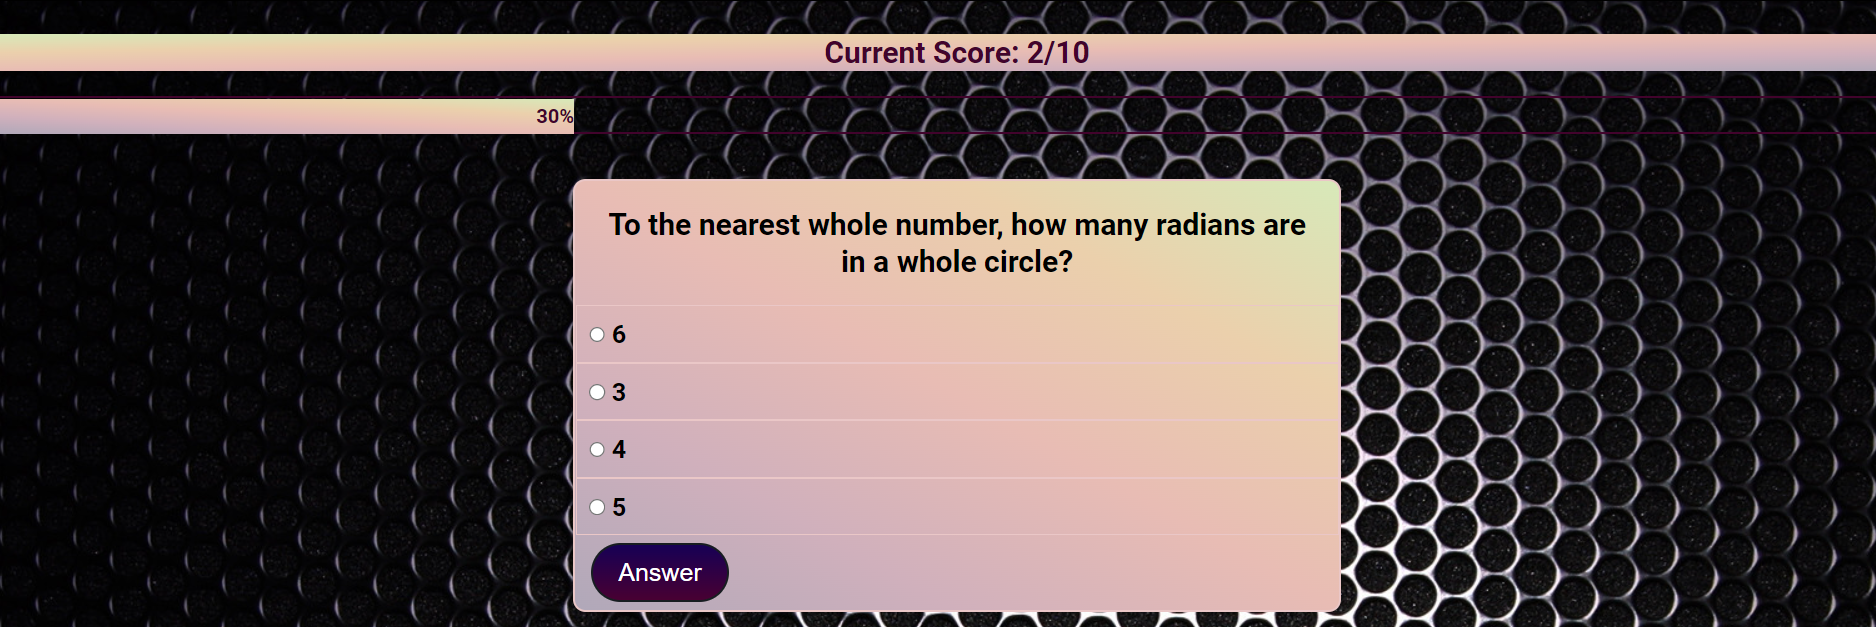 Current Score: 2/10
30%
To the nearest whole number, how many radians are
in a whole circle?
6
3
4
5
Answer